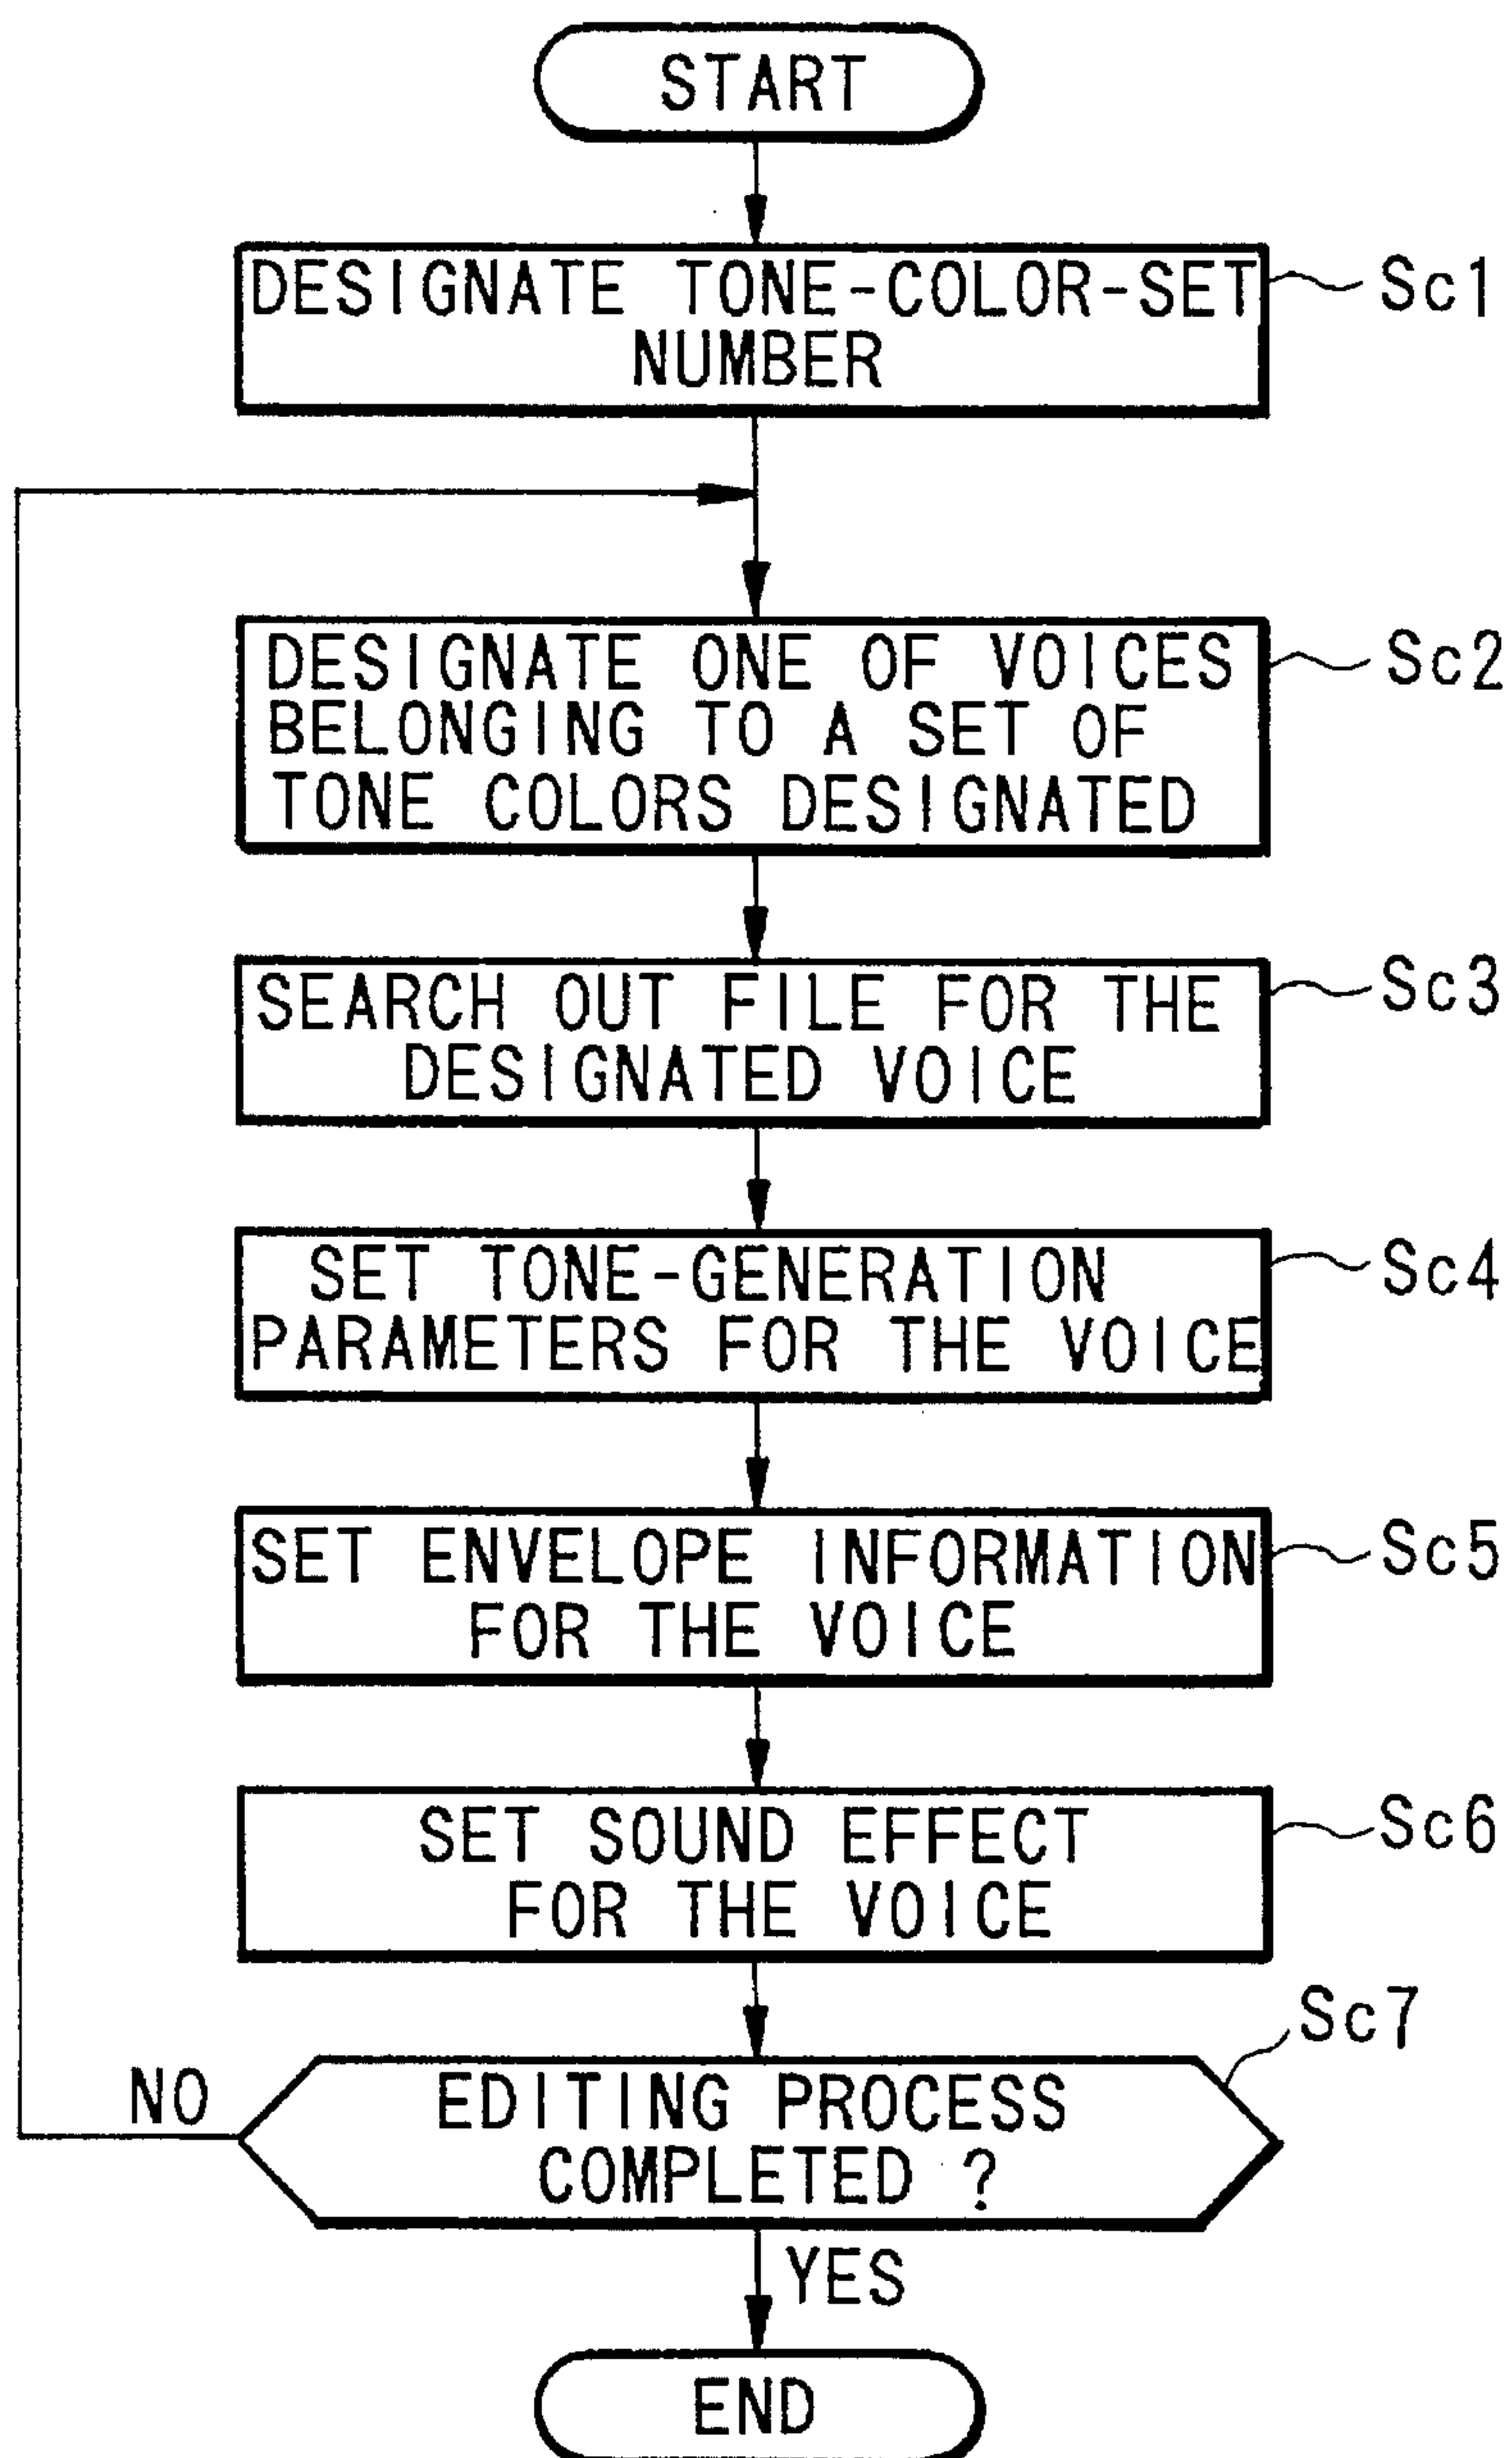 START
DESIGNATE TONE-COLOR-SET
NUMBER
Sc1
DESIGNATE ONE OF VOICES
BELONGING TO A SET OF
TONE COLORS DESIGNATED
Sc2
SEARCH OUT FILE FOR THE
DESIGNATED VOICE
Sc3
SET TONE-GENERATION
PARAMETERS FOR THE VOICE
Sc4
SET ENVELOPE INFORMATION
FOR THE VOICE
Sc5
SET SOUND EFFECT
FOR THE VOICE
Sc6
Sc7
NO
EDITING PROCESS
COMPLETED ?
YES
END